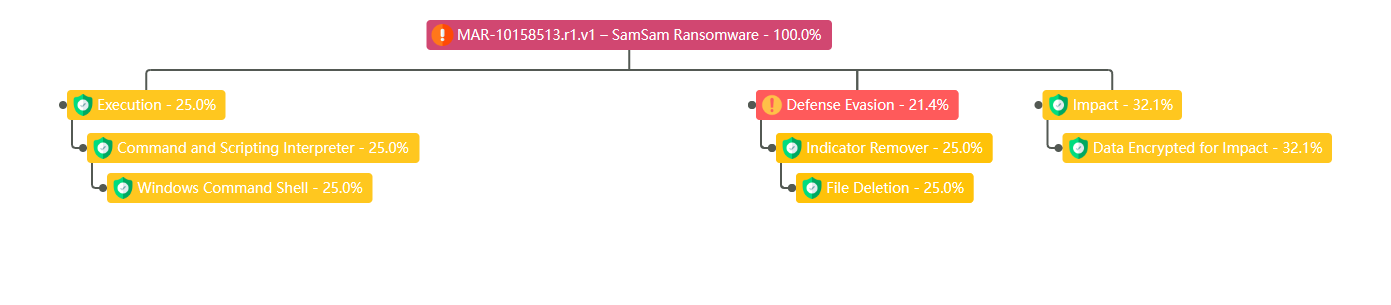 MAR-10158513.r1.v1 – SamSam Ransomware - 100.0%
Execution - 25.0%
Command and Scripting Interpreter - 25.0%
Windows Command Shell - 25.0%
Defense Evasion - 21.4%
Indicator Remover - 25.0%
File Deletion - 25.0%
Impact - 32.1%
Data Encrypted for Impact - 32.1%